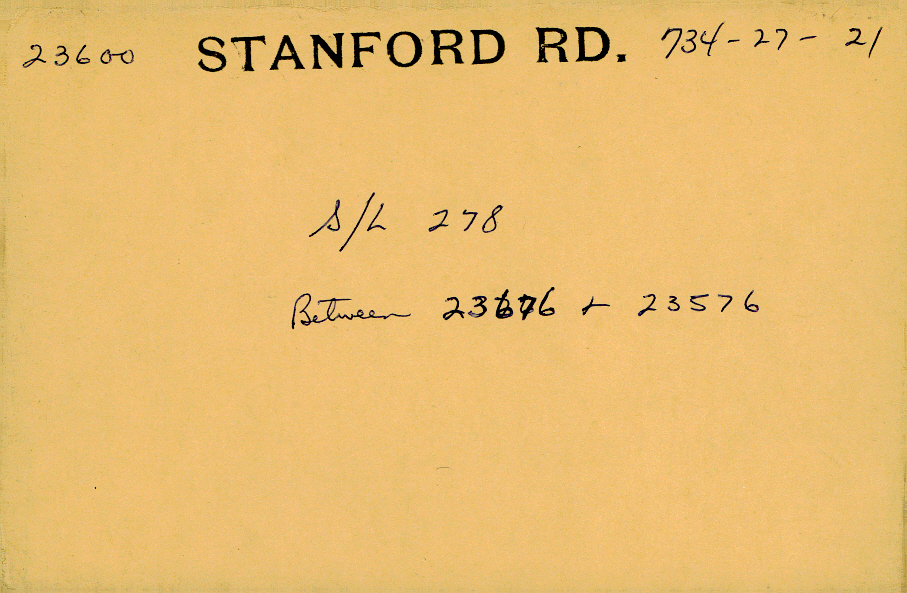 23600 STANFORD RD. 734-27-21
S/L 278
Between 23676 + 23576